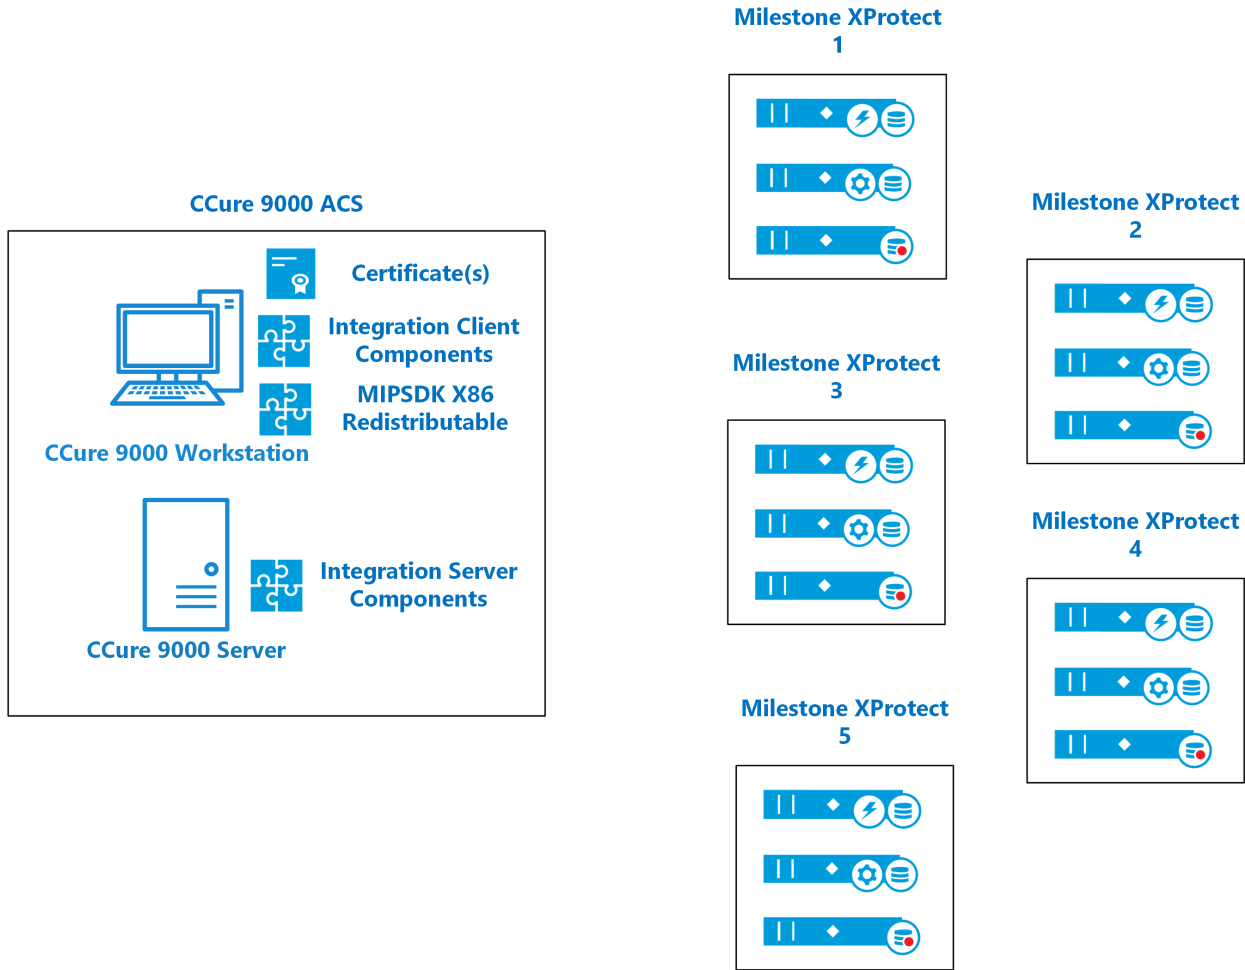 CCure 9000 ACS
Certificate(s)
Integration Client
Components
MIPSDK X86
Redistributable
CCure 9000 Workstation
Integration Server
Components
CCure 9000 Server
Milestone XProtect
1
Milestone XProtect
2
Milestone XProtect
3
Milestone XProtect
4
Milestone XProtect
5